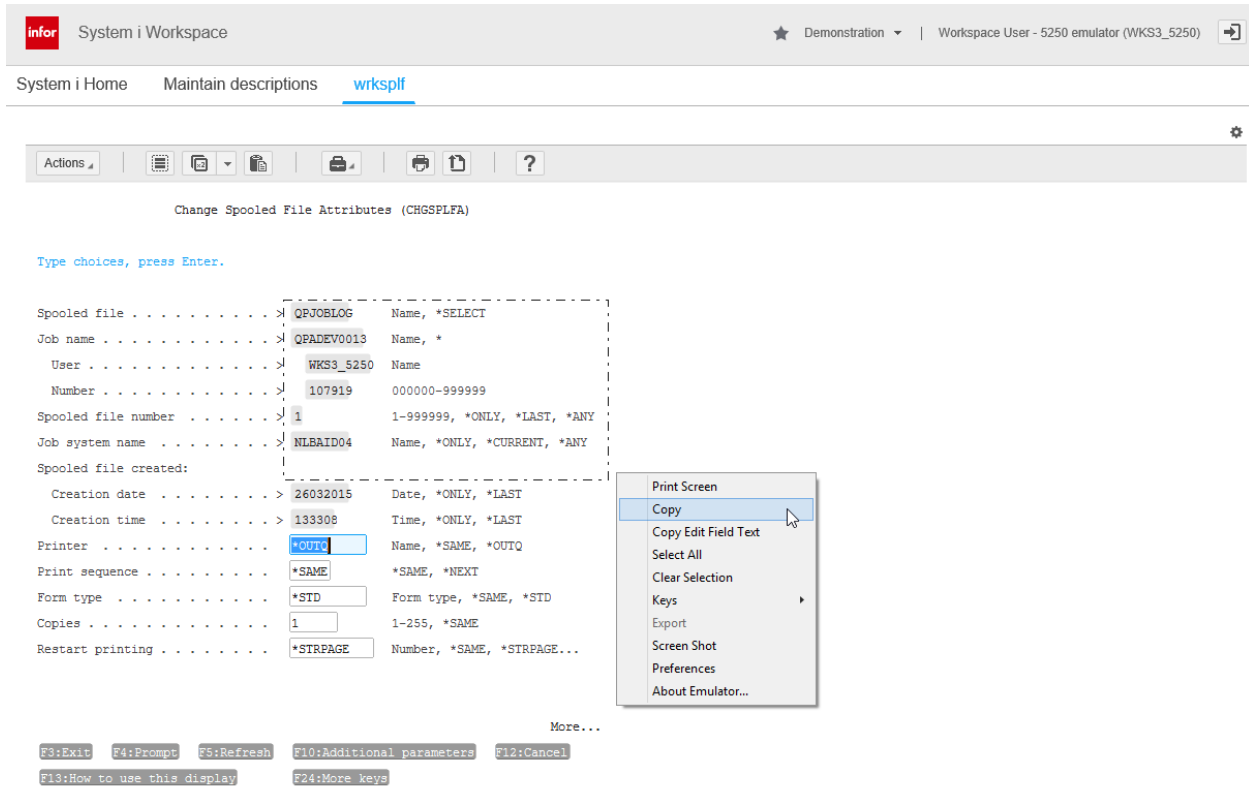 infor System i Workspace Demonstration | Workspace User - 5250 emulator (WKS3_5250)
System i Home Maintain descriptions wrksplf
Actions ?
Change Spooled File Attributes (CHGSPLFA)
Type choices, press Enter.
Spooled file . . . . . . . . . . > QPJOBLOG Name, *SELECT
Job name . . . . . . . . . . . . > QPADEV0013 Name, *
User . . . . . . . . . . . . . > WKS3_5250 Name
Number . . . . . . . . . . . . > 107919 000000-999999
Spooled file number . . . . . . > 1 1-999999, *ONLY, *LAST, *ANY
Job system name . . . . . . . . > NLBAID04 Name, *ONLY, *CURRENT, *ANY
Spooled file created:
Creation date . . . . . . . . > 26032015 Date, *ONLY, *LAST
Creation time . . . . . . . . > 133308 Time, *ONLY, *LAST
Printer . . . . . . . . . . . . *OUTQ Name, *SAME, *OUTQ
Print sequence . . . . . . . . . *SAME *SAME, *NEXT
Form type . . . . . . . . . . . *STD Form type, *SAME, *STD
Copies . . . . . . . . . . . . . 1 1-255, *SAME
Restart printing . . . . . . . . *STRPAGE Number, *SAME, *STRPAGE...
Print Screen
Copy
Copy Edit Field Text
Select All
Clear Selection
Keys
Export
Screen Shot
Preferences
About Emulator...
More...
F3:Exit F4:Prompt F5:Refresh F10:Additional parameters F12:Cancel
F13:How to use this display F24:More keys